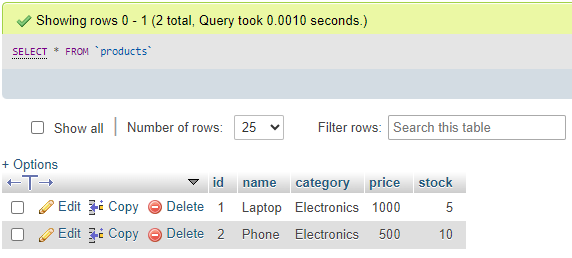 Showing rows 0 - 1 (2 total, Query took 0.0010 seconds.)
SELECT * FROM `products`
Show all | Number of rows: 25 Filter rows: Search this table
+ Options
←T→ id name category price stock
Edit Copy Delete 1 Laptop Electronics 1000 5
Edit Copy Delete 2 Phone Electronics 500 10